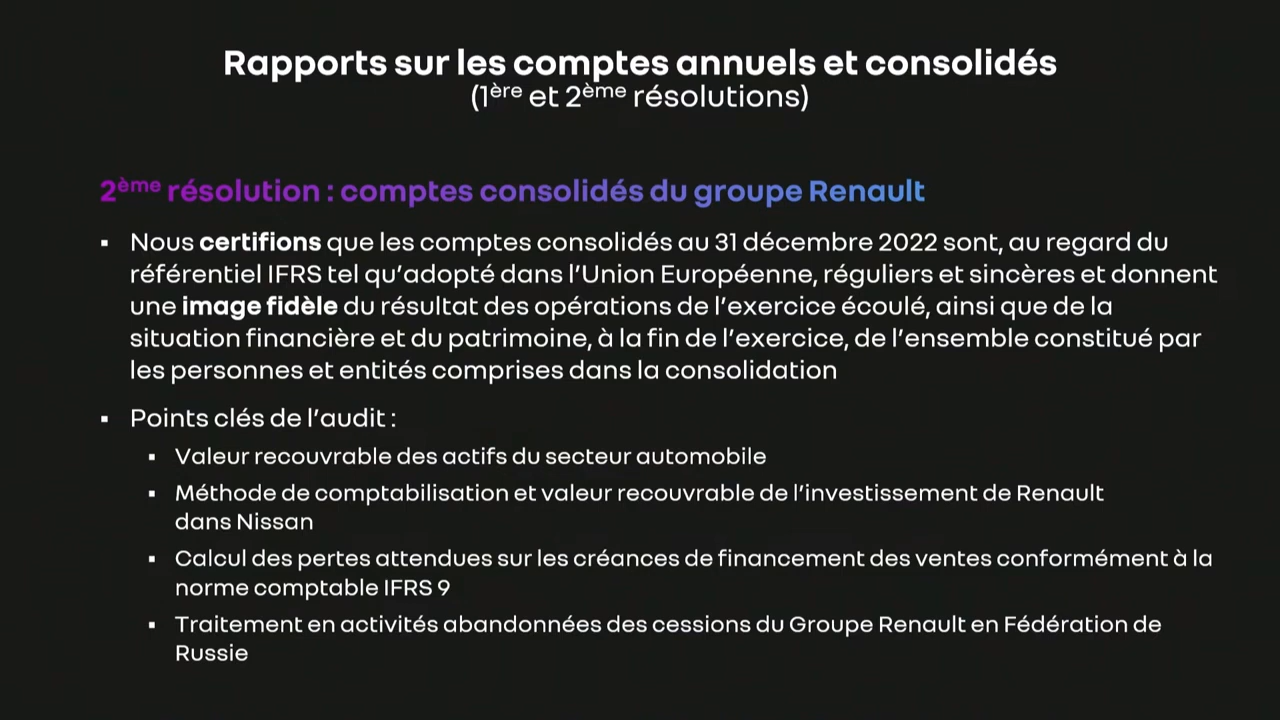 Rapports sur les comptes annuels et consolidés
(1ère et 2ème résolutions)
2ème résolution : comptes consolidés du groupe Renault
▪ Nous certifions que les comptes consolidés au 31 décembre 2022 sont, au regard du
référentiel IFRS tel qu’adopté dans l’Union Européenne, réguliers et sincères et donnent
une image fidèle du résultat des opérations de l’exercice écoulé, ainsi que de la
situation financière et du patrimoine, à la fin de l’exercice, de l’ensemble constitué par
les personnes et entités comprises dans la consolidation
▪ Points clés de l’audit :
▪ Valeur recouvrable des actifs du secteur automobile
▪ Méthode de comptabilisation et valeur recouvrable de l’investissement de Renault
dans Nissan
▪ Calcul des pertes attendues sur les créances de financement des ventes conformément à la
norme comptable IFRS 9
▪ Traitement en activités abandonnées des cessions du Groupe Renault en Fédération de
Russie